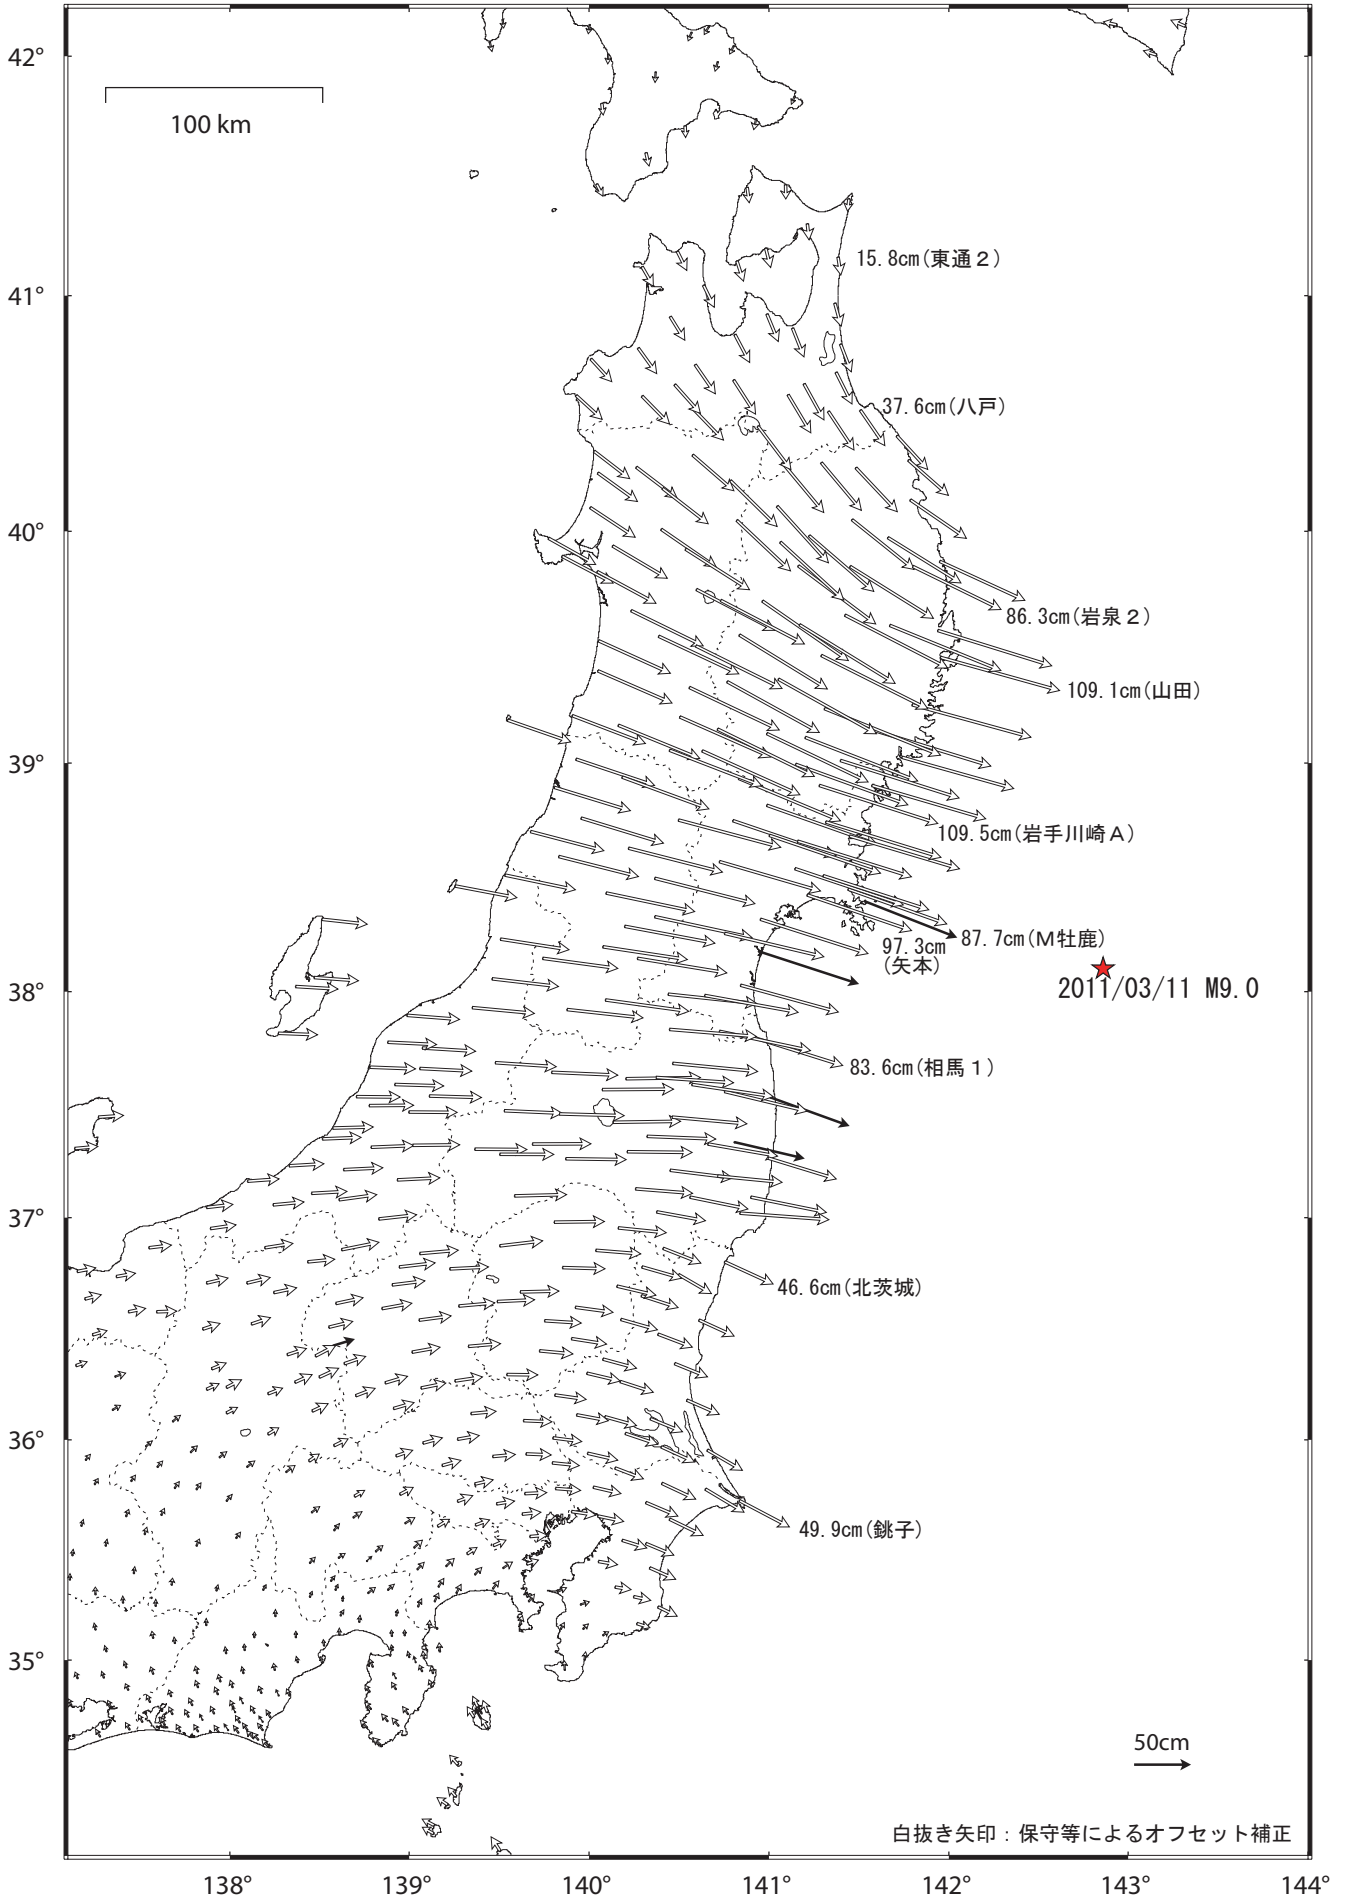 42°
100 km
15.8cm(東通2)
41°
37.6cm(八戸)
40°
86.3cm(岩泉2)
109.1cm(山田)
39°
109.5cm(岩手川崎A)
87.7cm(M牡鹿)
97.3cm
(矢本)
38°
2011/03/11 M9.0
83.6cm(相馬1)
37°
46.6cm(北茨城)
36°
49.9cm(銚子)
35°
50cm
白抜き矢印:保守等によるオフセット補正
138° 139° 140° 141° 142° 143° 144°